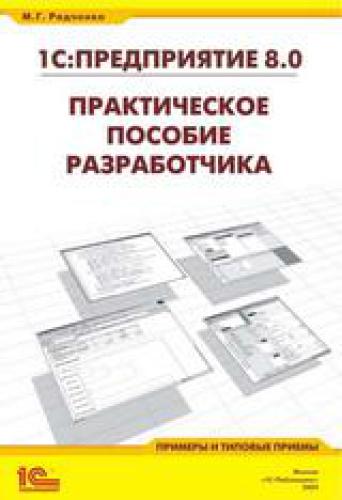 М.Г. Радченко
1С:ПРЕДПРИЯТИЕ 8.0
ПРАКТИЧЕСКОЕ
ПОСОБИЕ
РАЗРАБОТЧИКА
ПРИМЕРЫ И ТИПОВЫЕ ПРИЕМЫ
1С
Москва
«1С-Паблишинг»